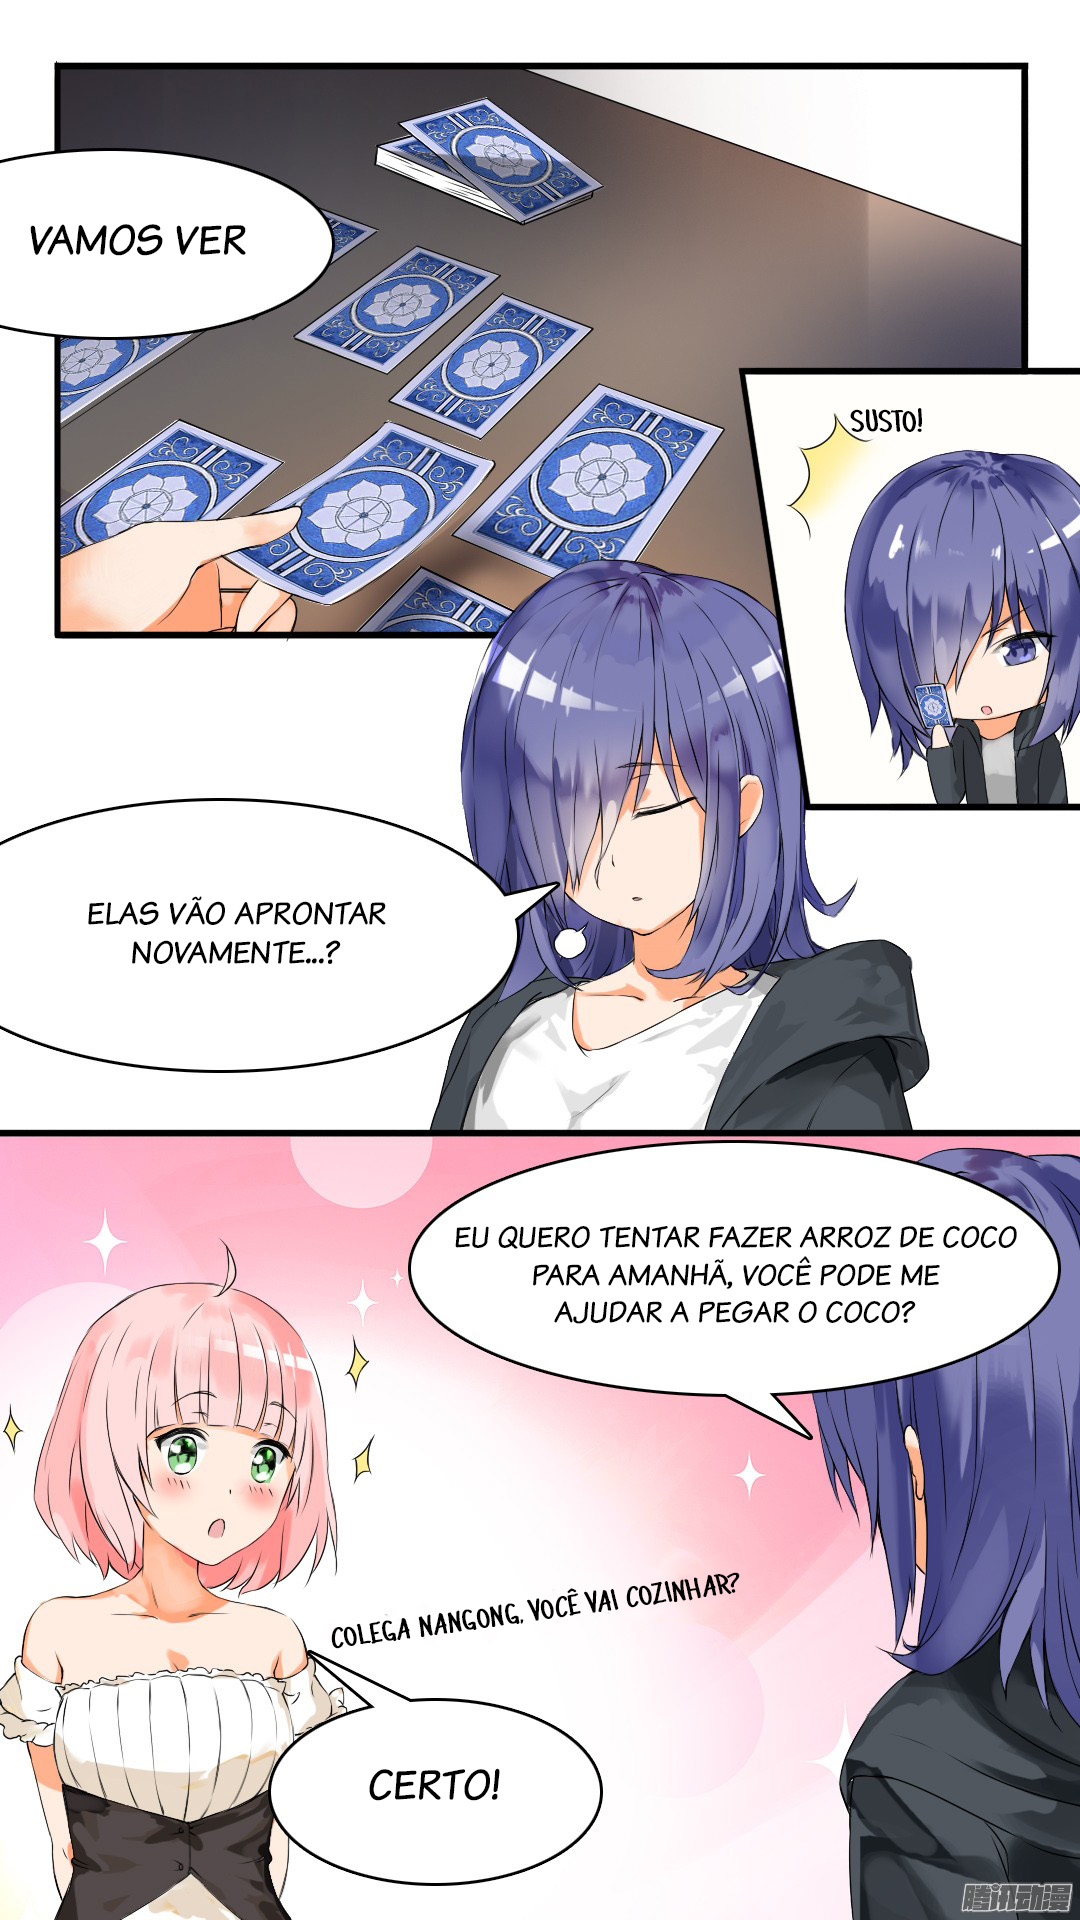 VAMOS VER
SUSTO!
ELAS VÃO APRONTAR
NOVAMENTE...?
EU QUERO TENTAR FAZER ARROZ DE COCO
PARA AMANHÃ, VOCÊ PODE ME
AJUDAR A PEGAR O COCO?
COLEGA NANGONG, VOCÊ VAI COZINHAR?
CERTO!
腾讯动漫